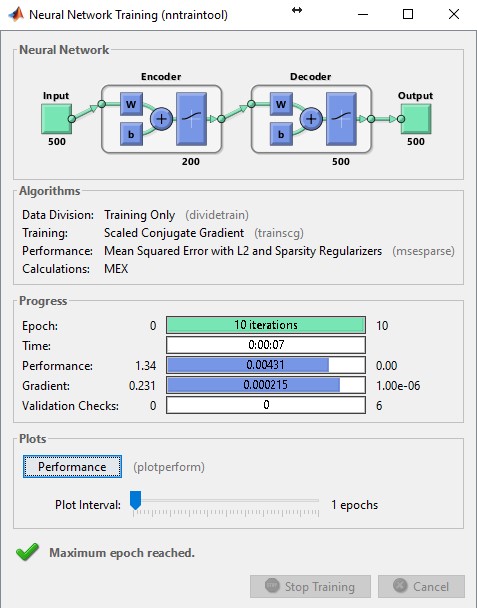 Neural Network Training (nntraintool)
Neural Network
Encoder Decoder
Input W W Output
b + b +
500 500
200 500
Algorithms
Data Division: Training Only (dividetrain)
Training: Scaled Conjugate Gradient (trainscg)
Performance: Mean Squared Error with L2 and Sparsity Regularizers (msesparse)
Calculations: MEX
Progress
Epoch: 0 10 iterations 10
Time: 0:00:07
Performance: 1.34 0.00431 0.00
Gradient: 0.231 0.000215 1.00e-06
Validation Checks: 0 0 6
Plots
Performance (plotperform)
Plot Interval: 1 epochs
Maximum epoch reached.
STOP Stop Training Cancel